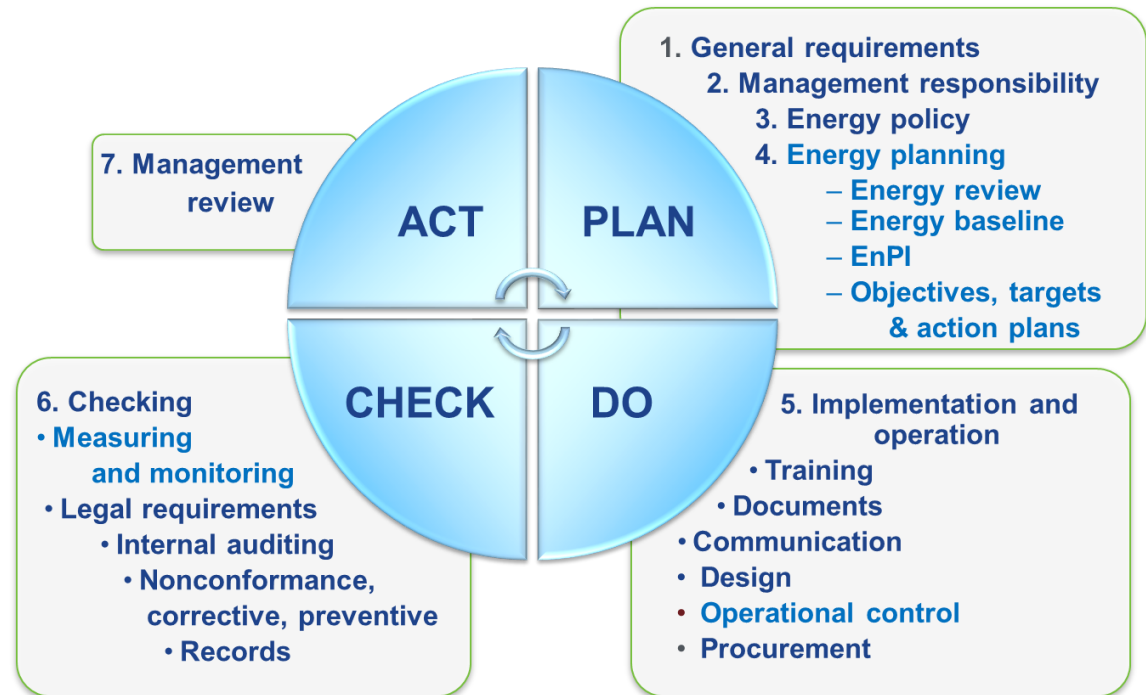 1. General requirements
2. Management responsibility
3. Energy policy
4. Energy planning
– Energy review
– Energy baseline
– EnPI
– Objectives, targets
& action plans
7. Management
review
ACT
PLAN
CHECK
DO
6. Checking
• Measuring
and monitoring
• Legal requirements
• Internal auditing
• Nonconformance,
corrective, preventive
• Records
5. Implementation and
operation
• Training
• Documents
• Communication
• Design
• Operational control
• Procurement